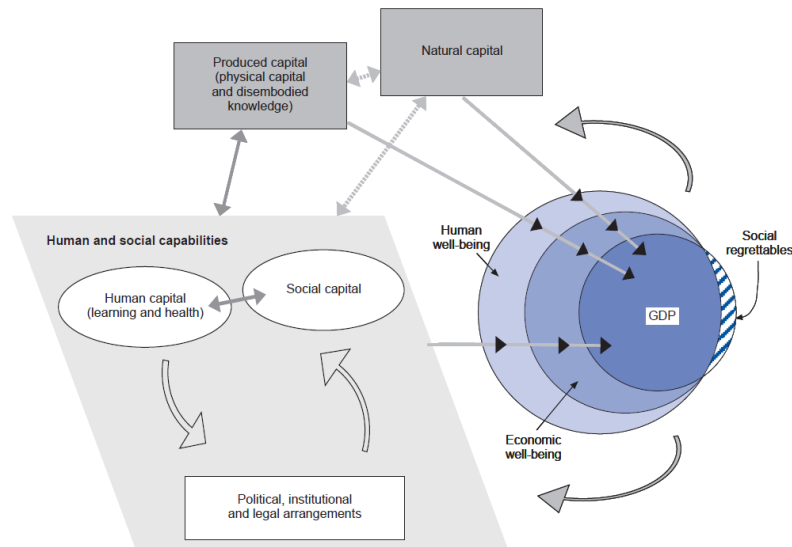 Produced capital
(physical capital
and disembodied
knowledge)
Natural capital
Human and social capabilities
Human capital
(learning and health)
Social capital
Political, institutional
and legal arrangements
Human
well-being
Social
regrettables
GDP
Economic
well-being